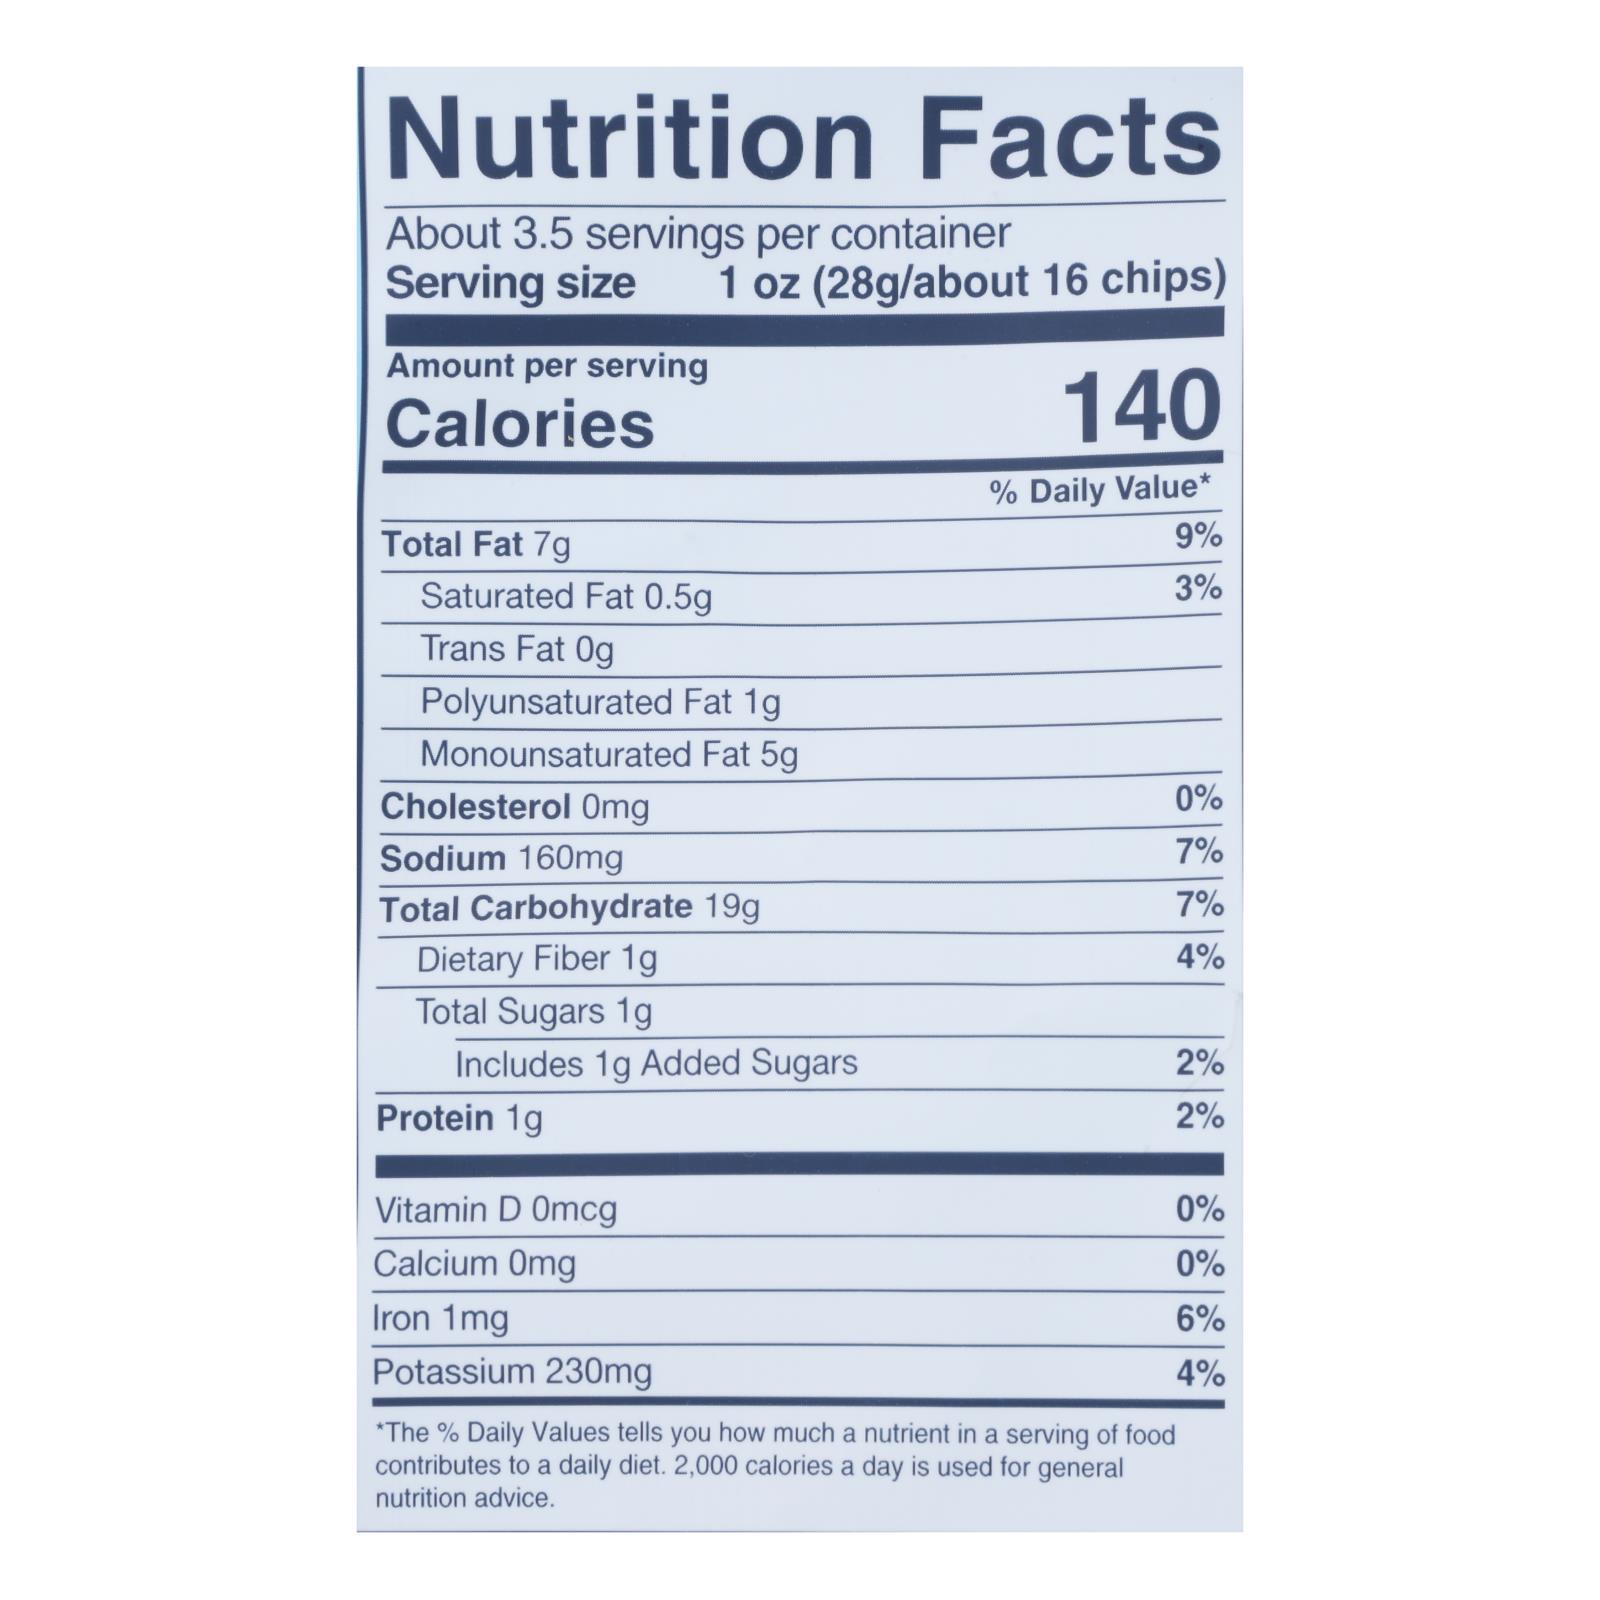 Nutrition Facts
About 3.5 servings per container
Serving size 1 oz (28g/about 16 chips)
Amount per serving
Calories 140
% Daily Value*
Total Fat 7g 9%
Saturated Fat 0.5g 3%
Trans Fat 0g
Polyunsaturated Fat 1g
Monounsaturated Fat 5g
Cholesterol 0mg 0%
Sodium 160mg 7%
Total Carbohydrate 19g 7%
Dietary Fiber 1g 4%
Total Sugars 1g
Includes 1g Added Sugars 2%
Protein 1g 2%
Vitamin D 0mcg 0%
Calcium 0mg 0%
Iron 1mg 6%
Potassium 230mg 4%
*The % Daily Values tells you how much a nutrient in a serving of food
contributes to a daily diet. 2,000 calories a day is used for general
nutrition advice.